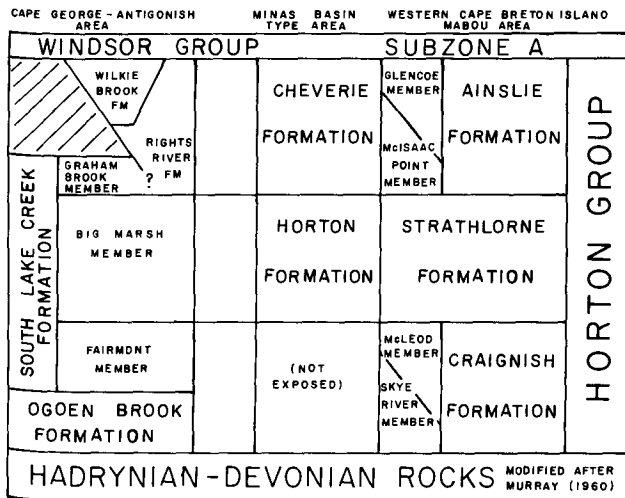 CAPE GEORGE-ANTIGONISH
AREA
MINAS BASIN
TYPE AREA
WESTERN CAPE BRETON ISLAND
MABOU AREA
WINDSOR GROUP
SUBZONE A
WILKIE
BROOK
FM
RIGHTS
RIVER
FM
GRAHAM
BROOK
MEMBER
?
CHEVERIE
FORMATION
GLENCOE
MEMBER
McISAAC
POINT
MEMBER
AINSLIE
FORMATION
HORTON GROUP
SOUTH LAKE CREEK
FORMATION
BIG MARSH
MEMBER
HORTON
FORMATION
STRATHLORNE
FORMATION
FAIRMONT
MEMBER
(NOT
EXPOSED)
McLEOD
MEMBER
SKYE
RIVER
MEMBER
CRAIGNISH
FORMATION
OGOEN BROOK
FORMATION
HADRYNIAN-DEVONIAN ROCKS
MODIFIED AFTER
MURRAY (1960)